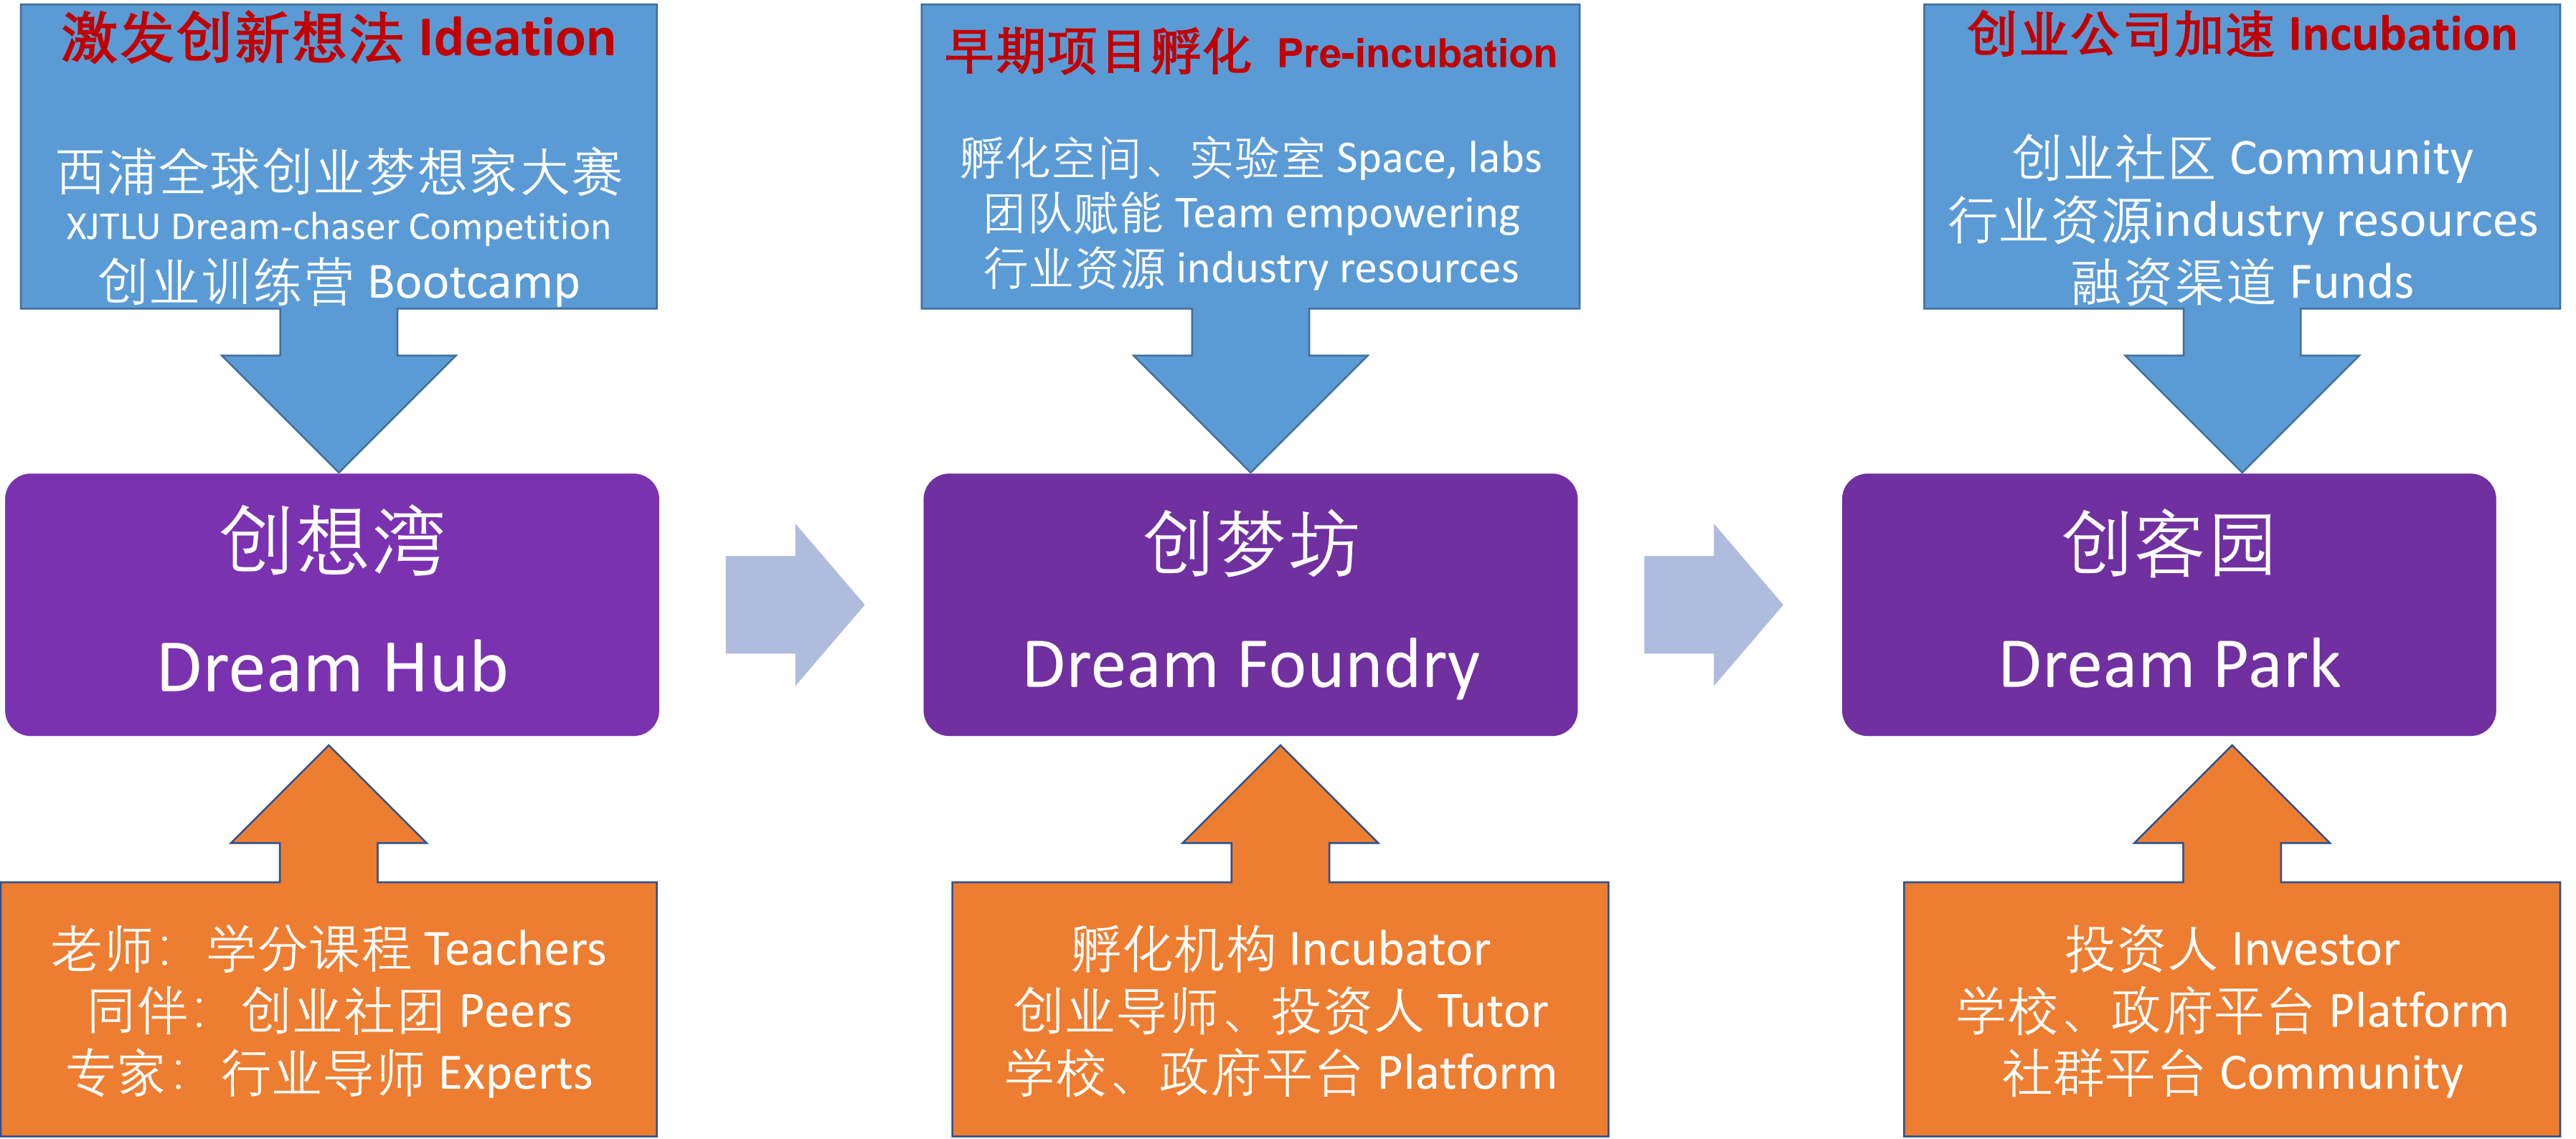 激发创新想法 Ideation
西浦全球创业梦想家大赛
XJTLU Dream-chaser Competition
创业训练营 Bootcamp
早期项目孵化 Pre-incubation
孵化空间、实验室 Space, labs
团队赋能 Team empowering
行业资源 industry resources
创业公司加速 Incubation
创业社区 Community
行业资源industry resources
融资渠道 Funds
创想湾
Dream Hub
创梦坊
Dream Foundry
创客园
Dream Park
老师：学分课程 Teachers
同伴：创业社团 Peers
专家：行业导师 Experts
孵化机构 Incubator
创业导师、投资人 Tutor
学校、政府平台 Platform
投资人 Investor
学校、政府平台 Platform
社群平台 Community